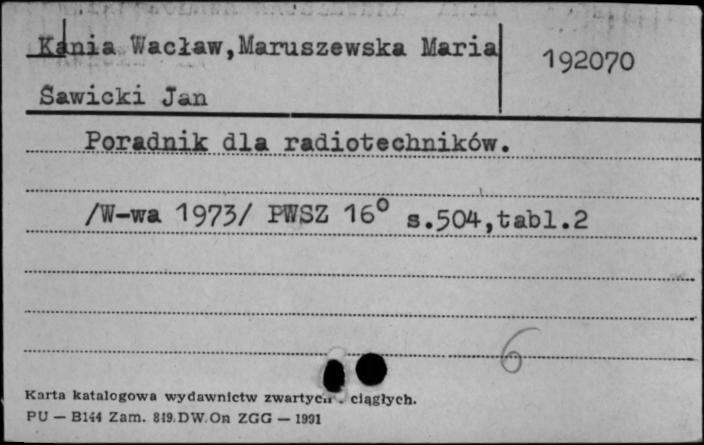 Kania Wacław,Maruszewska Maria
192070
Sawicki Jan
Poradnik dla radiotechników.
/W-wa 1973/ PWSZ 16° s.504,tabl.2
6
Karta katalogowa wydawnictw zwartych ciągłych.
PU — B144 Zam. 819.DW.On ZGG — 1991